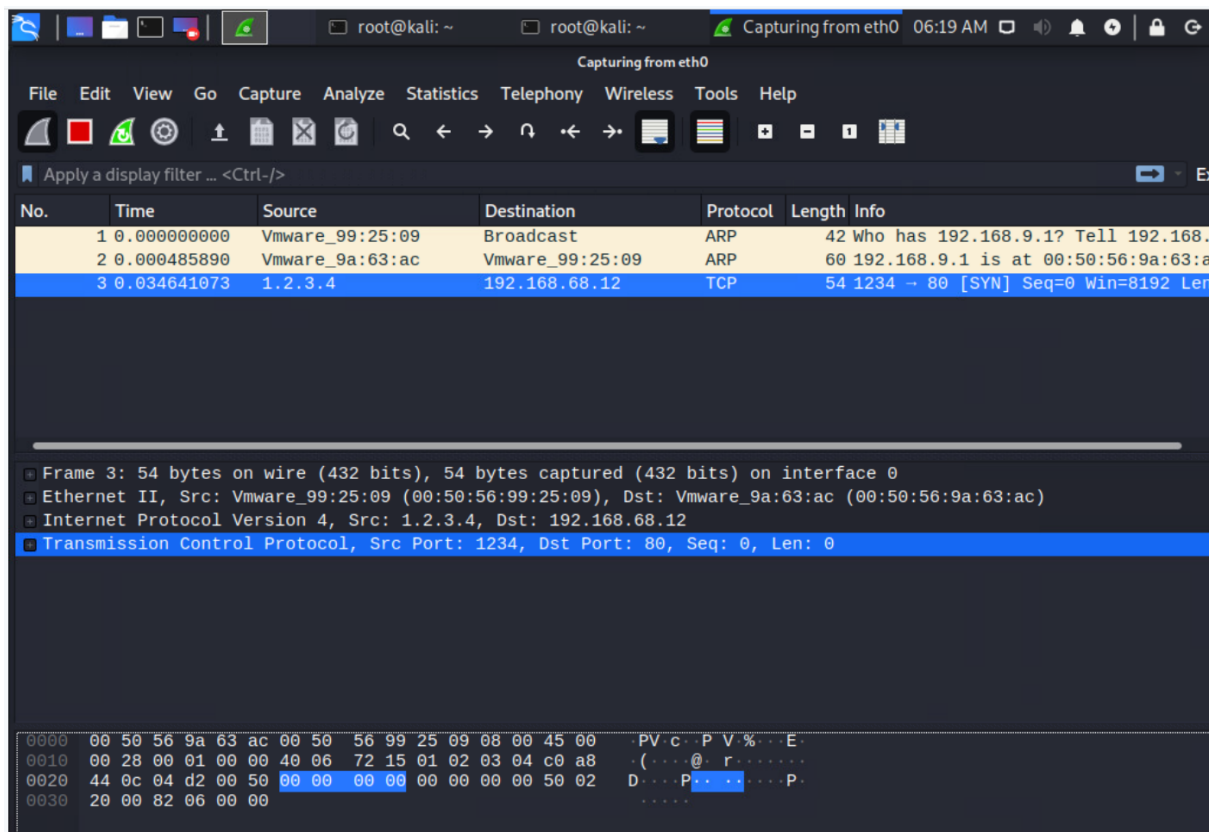 root@kali: ~ root@kali: ~ Capturing from eth0 06:19 AM
Capturing from eth0
File Edit View Go Capture Analyze Statistics Telephony Wireless Tools Help
Apply a display filter ... <Ctrl-/>
No. Time Source Destination Protocol Length Info
1 0.000000000 Vmware_99:25:09 Broadcast ARP 42 Who has 192.168.9.1? Tell 192.168.
2 0.000485890 Vmware_9a:63:ac Vmware_99:25:09 ARP 60 192.168.9.1 is at 00:50:56:9a:63:a
3 0.034641073 1.2.3.4 192.168.68.12 TCP 54 1234 → 80 [SYN] Seq=0 Win=8192 Len
Frame 3: 54 bytes on wire (432 bits), 54 bytes captured (432 bits) on interface 0
Ethernet II, Src: Vmware_99:25:09 (00:50:56:99:25:09), Dst: Vmware_9a:63:ac (00:50:56:9a:63:ac)
Internet Protocol Version 4, Src: 1.2.3.4, Dst: 192.168.68.12
Transmission Control Protocol, Src Port: 1234, Dst Port: 80, Seq: 0, Len: 0
0000 00 50 56 9a 63 ac 00 50 56 99 25 09 08 00 45 00 ·PV·c··P V·%···E·
0010 00 28 00 01 00 00 40 06 72 15 01 02 03 04 c0 a8 ·(····@· r·······
0020 44 0c 04 d2 00 50 00 00 00 00 00 00 00 00 50 02 D····P·· ······P·
0030 20 00 82 06 00 00 ·····